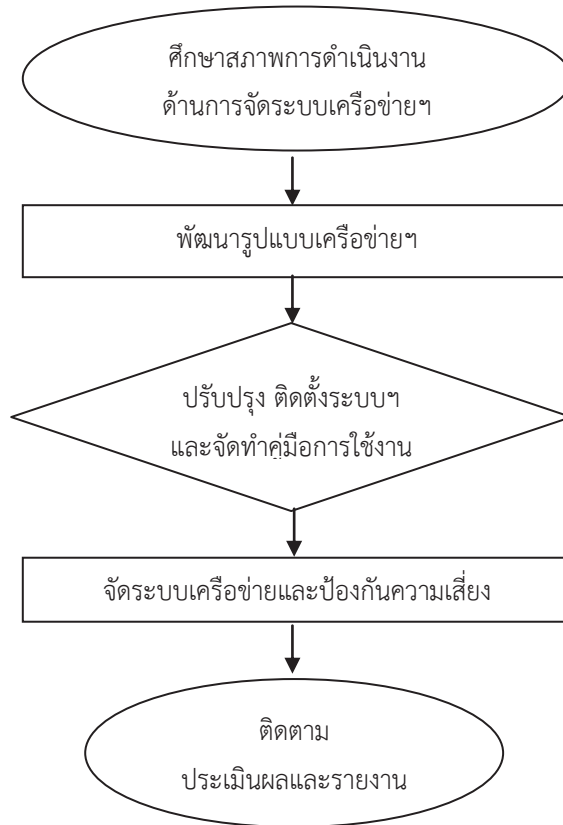 ศึกษาสภาพการดำเนินงาน
ด้านการจัดระบบเครือข่ายฯ
พัฒนารูปแบบเครือข่ายฯ
ปรับปรุง ติดตั้งระบบฯ
และจัดทำคู่มือการใช้งาน
จัดระบบเครือข่ายและป้องกันความเสี่ยง
ติดตาม
ประเมินผลและรายงาน